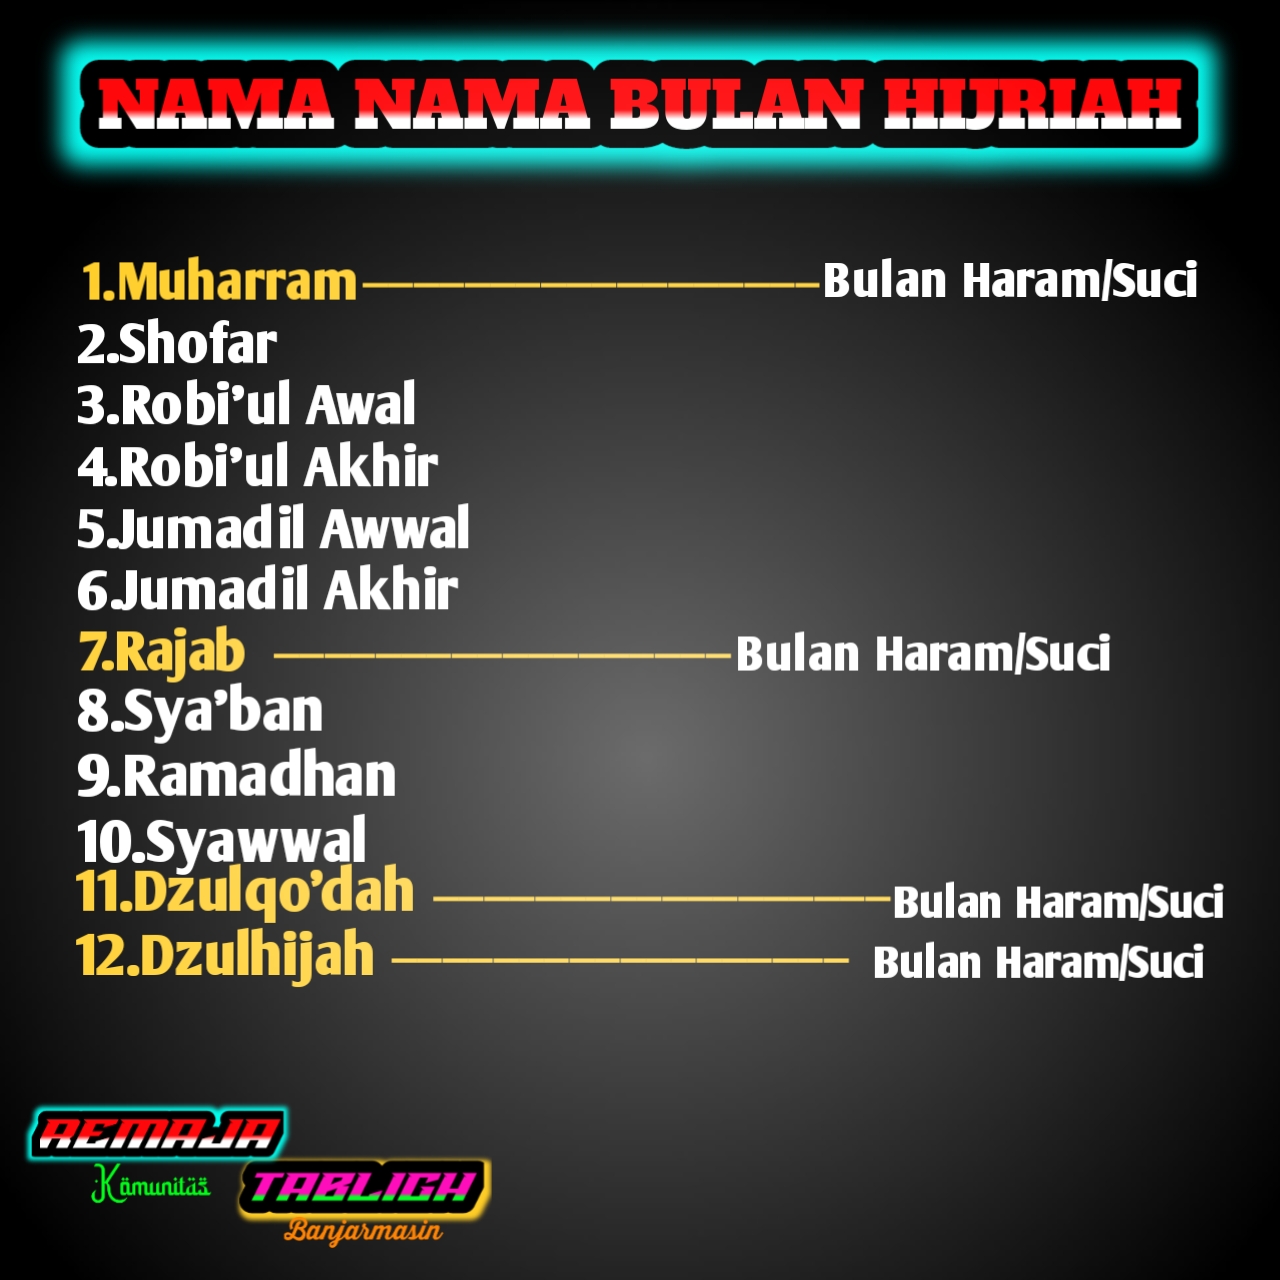 NAMA NAMA BULAN HIJRIAH
1.Muharram Bulan Haram/Suci
2.Shofar
3.Robi'ul Awal
4.Robi'ul Akhir
5.Jumadil Awwal
6.Jumadil Akhir
7.Rajab Bulan Haram/Suci
8.Sya'ban
9.Ramadhan
10.Syawwal
11.Dzulqo'dah Bulan Haram/Suci
12.Dzulhijah Bulan Haram/Suci
REMAJA
Komunitas
TABLIGH
Banjarmasin